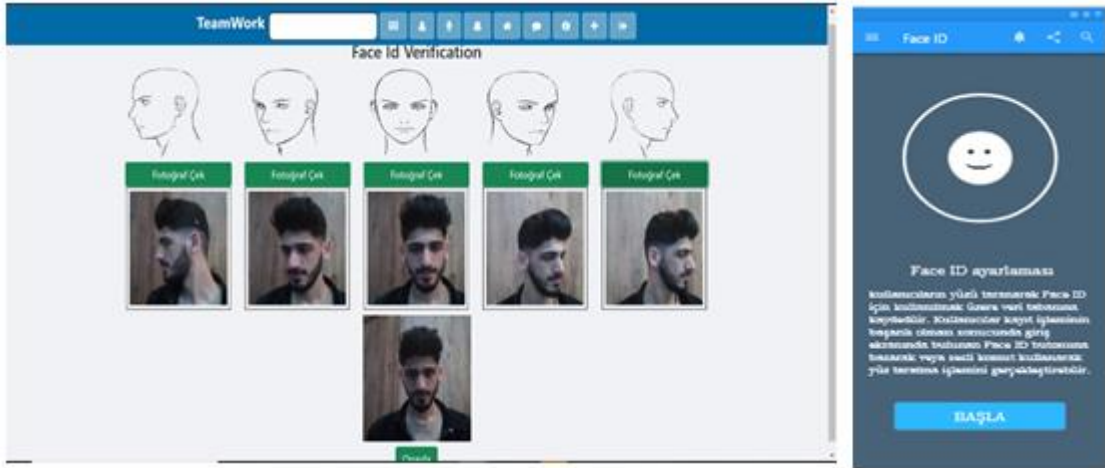 TeamWork
Face Id Verification
Fotoğraf Çek
Fotoğraf Çek
Fotoğraf Çek
Fotoğraf Çek
Fotoğraf Çek
Onayla
Face ID
Face ID ayarlaması
kullanıcıların yüzü taranarak Face ID
için kullanılmak üzere veri tabanına
kaydedilir. Kullanıcılar kayıt işleminin
başarılı olması sonucunda giriş
ekranında bulunan Face ID butonuna
basarak veya sesli komut kullanarak
yüz tarama işlemini gerçekleştirebilir.
BAŞLA